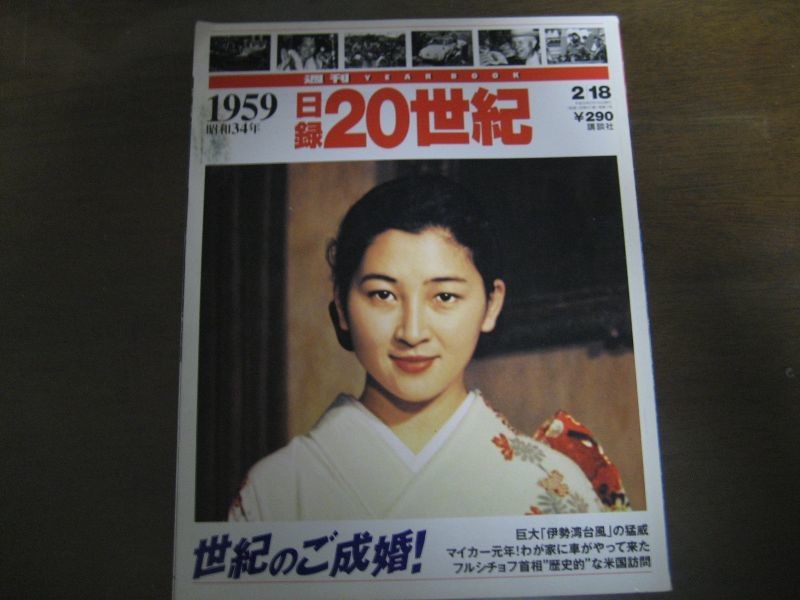 週刊 YEAR BOOK
1959
昭和34年
日録20世紀
2│18
¥290
講談社
世紀のご成婚!
巨大「伊勢湾台風」の猛威
マイカー元年!わが家に車がやって来た
フルシチョフ首相"歴史的"な米国訪問